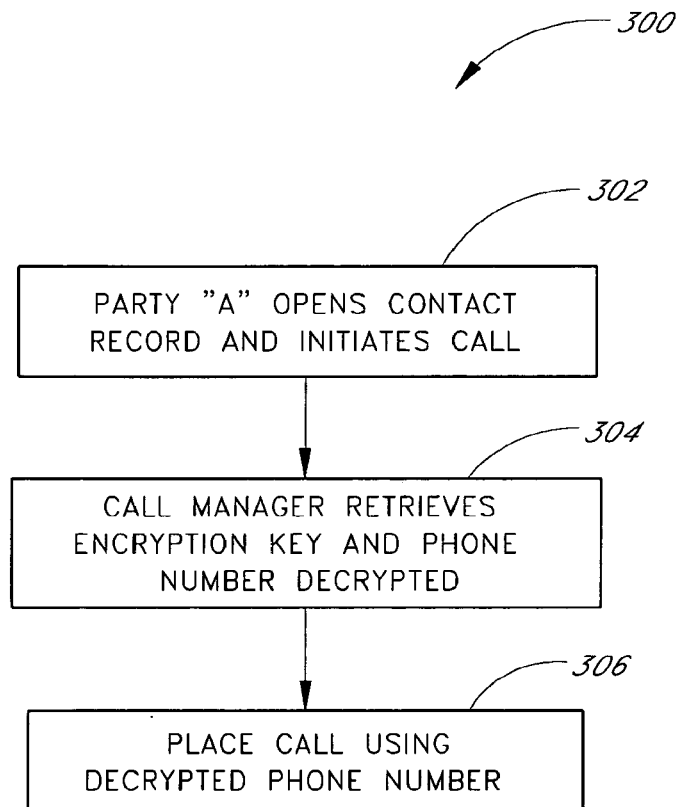 300
302
PARTY "A" OPENS CONTACT
RECORD AND INITIATES CALL
304
CALL MANAGER RETRIEVES
ENCRYPTION KEY AND PHONE
NUMBER DECRYPTED
306
PLACE CALL USING
DECRYPTED PHONE NUMBER